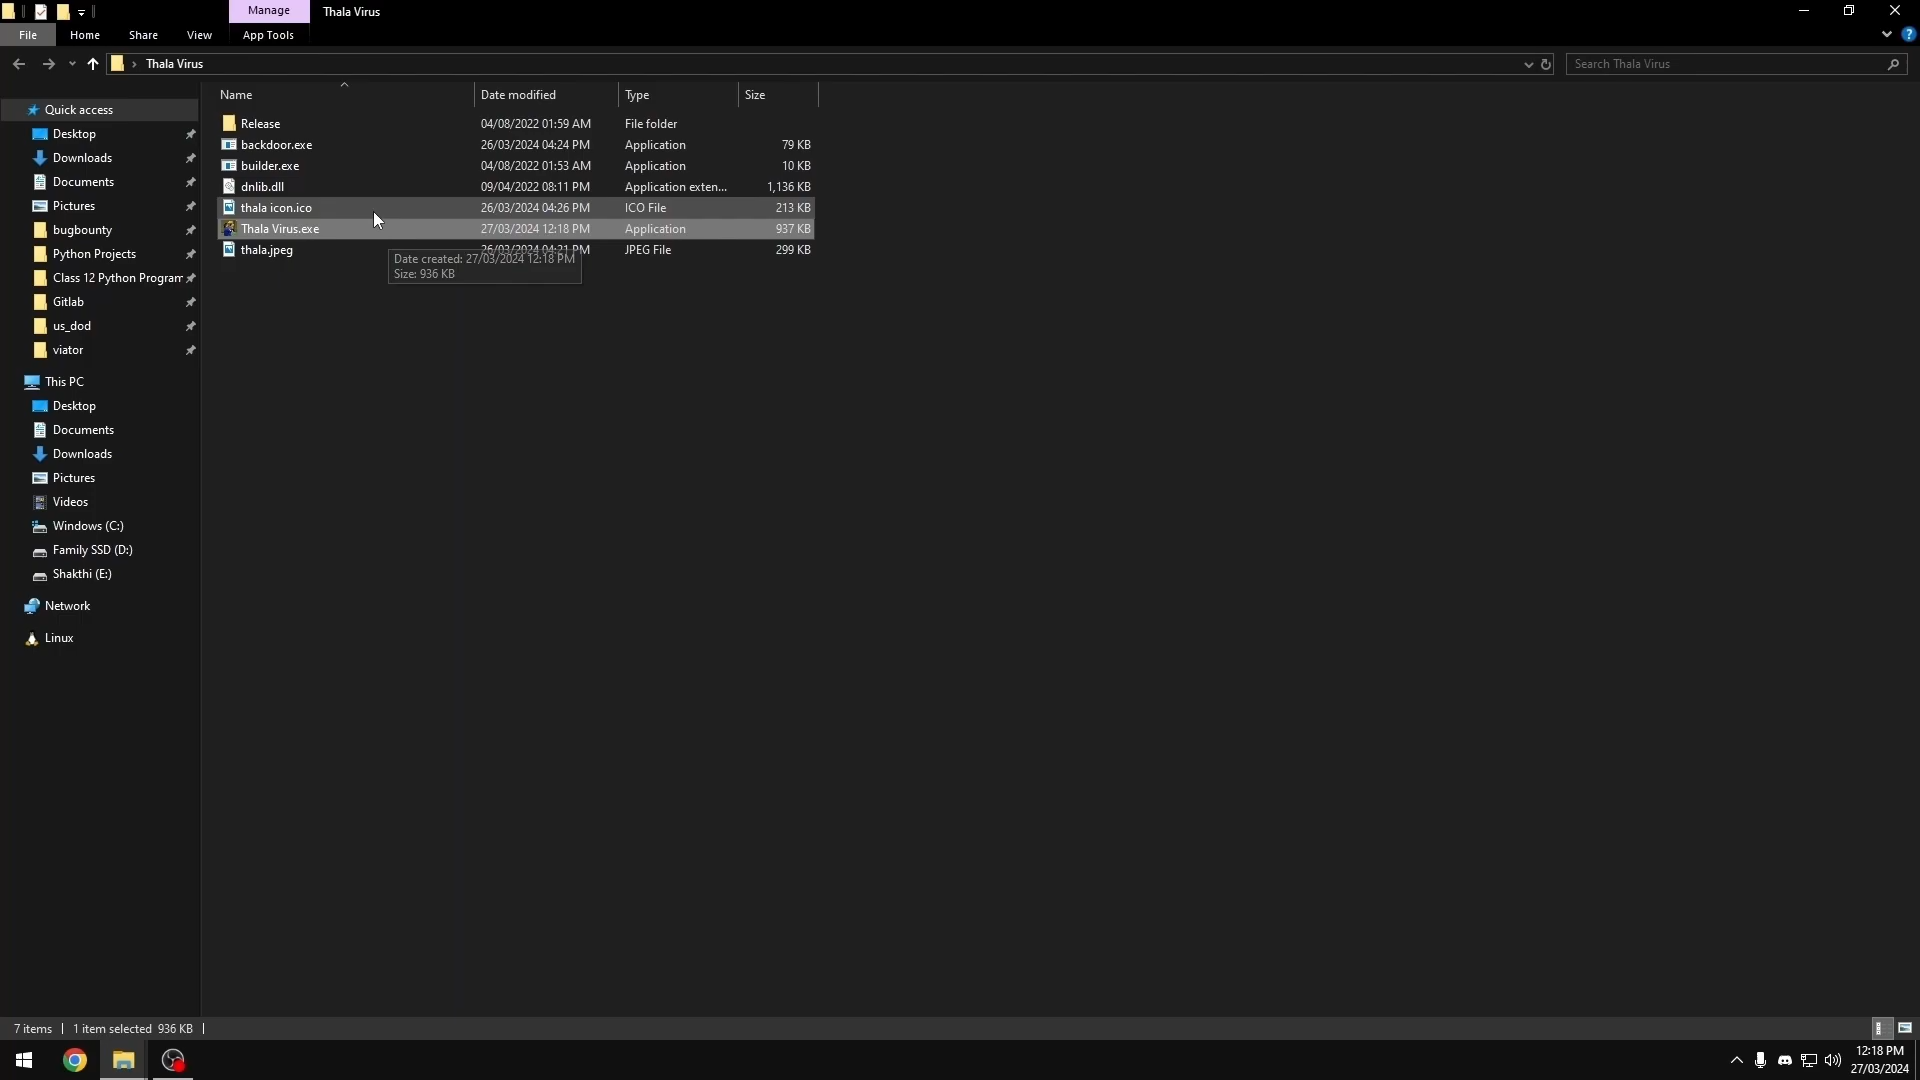 Manage
Thala Virus
File
Home
Share
View
App Tools
?
Thala Virus
Search Thala Virus
Name
Date modified
Type
Size
Release 04/08/2022 01:59 AM File folder
backdoor.exe 26/03/2024 04:24 PM Application 79 KB
builder.exe 04/08/2022 01:53 AM Application 10 KB
dnlib.dll 09/04/2022 08:11 PM Application exten... 1,136 KB
thala icon.ico 26/03/2024 04:26 PM ICO File 213 KB
Thala Virus.exe 27/03/2024 12:18 PM Application 937 KB
thala.jpeg 26/03/2024 04:21 PM JPEG File 299 KB
Date created: 27/03/2024 12:18 PM
Size: 936 KB
Quick access
Desktop
Downloads
Documents
Pictures
bugbounty
Python Projects
Class 12 Python Program
Gitlab
us_dod
viator
This PC
Desktop
Documents
Downloads
Pictures
Videos
Windows (C:)
Family SSD (D:)
Shakthi (E:)
Network
Linux
7 items
1 item selected 936 KB
12:18 PM
27/03/2024